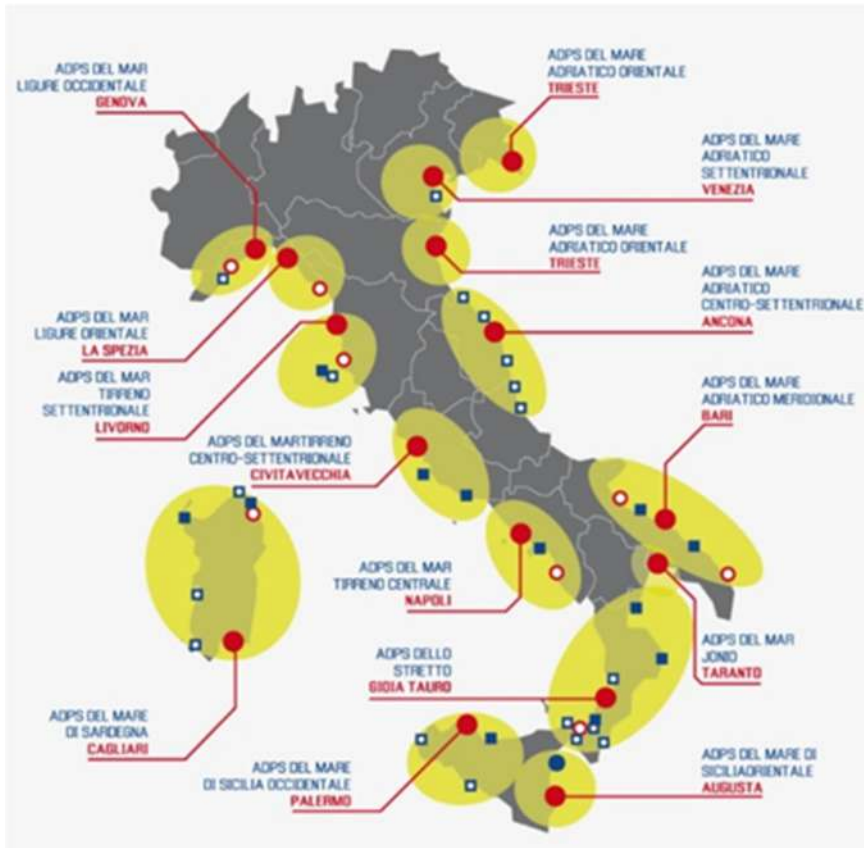 ADPS DEL MAR
LIGURE OCCIDENTALE
GENOVA
ADPS DEL MARE
ADRIATICO ORIENTALE
TRIESTE
ADPS DEL MARE
ADRIATICO
SETTENTRIONALE
VENEZIA
ADPS DEL MARE
ADRIATICO ORIENTALE
TRIESTE
ADPS DEL MARE
ADRIATICO
CENTRO-SETTENTRIONALE
ANCONA
ADPS DEL MAR
LIGURE ORIENTALE
LA SPEZIA
ADPS DEL MAR
TIRRENO
SETTENTRIONALE
LIVORNO
ADPS DEL MARE
ADRIATICO MERIDIONALE
BARI
ADPS DEL MARTIRRENO
CENTRO-SETTENTRIONALE
CIVITAVECCHIA
ADPS DEL MAR
TIRRENO CENTRALE
NAPOLI
ADPS DEL MAR
JONIO
TARANTO
ADPS DELLO
STRETTO
GIOIA TAURO
ADPS DEL MARE
DI SARDEGNA
CAGLIARI
ADPS DEL MARE
DI SICILIA OCCIDENTALE
PALERMO
ADPS DEL MARE DI
SICILIAORIENTALE
AUGUSTA